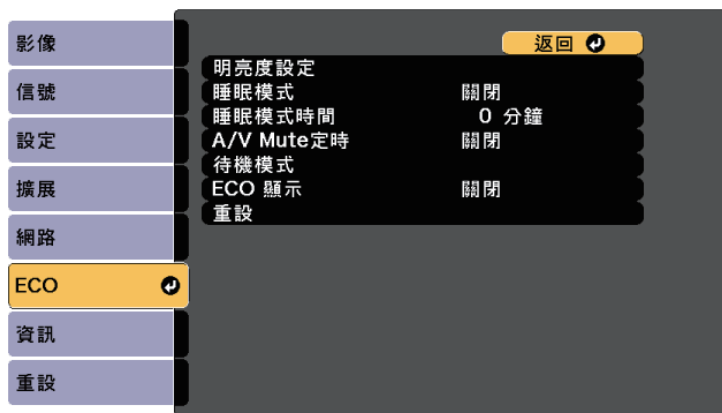 影像
信號
設定
擴展
網路
ECO
資訊
重設
返回
明亮度設定
睡眠模式 關閉
睡眠模式時間 0 分鐘
A/V Mute定時 關閉
待機模式
ECO 顯示 關閉
重設